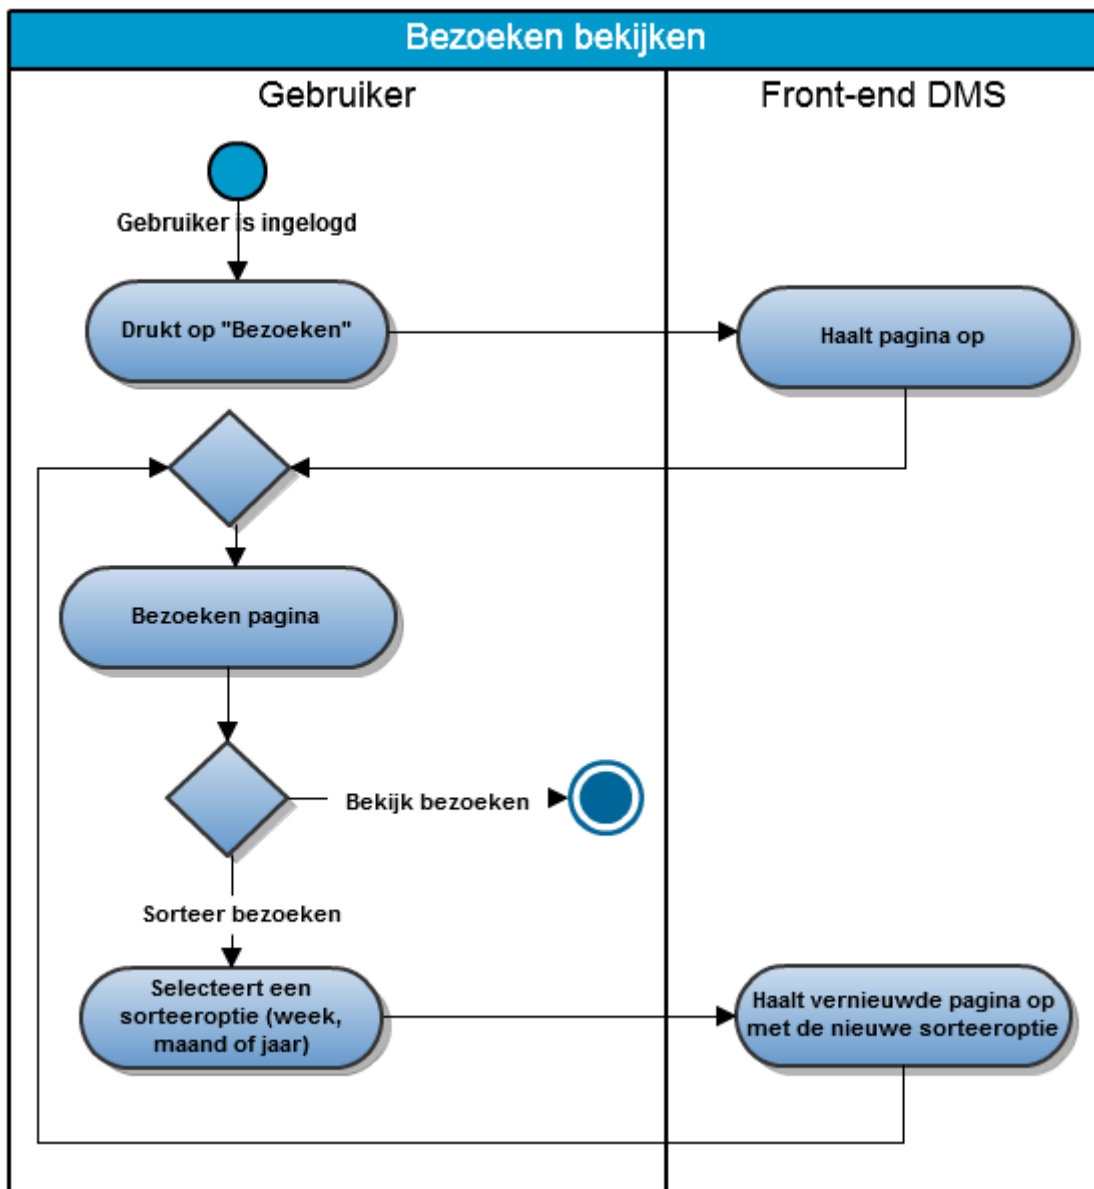 Bezoeken bekijken
Gebruiker
Front-end DMS
Gebruiker is ingelogd
Drukt op "Bezoeken"
Haalt pagina op
Bezoeken pagina
Bekijk bezoeken
Sorteer bezoeken
Selecteert een
sorteeroptie (week,
maand of jaar)
Haalt vernieuwde pagina op
met de nieuwe sorteeroptie